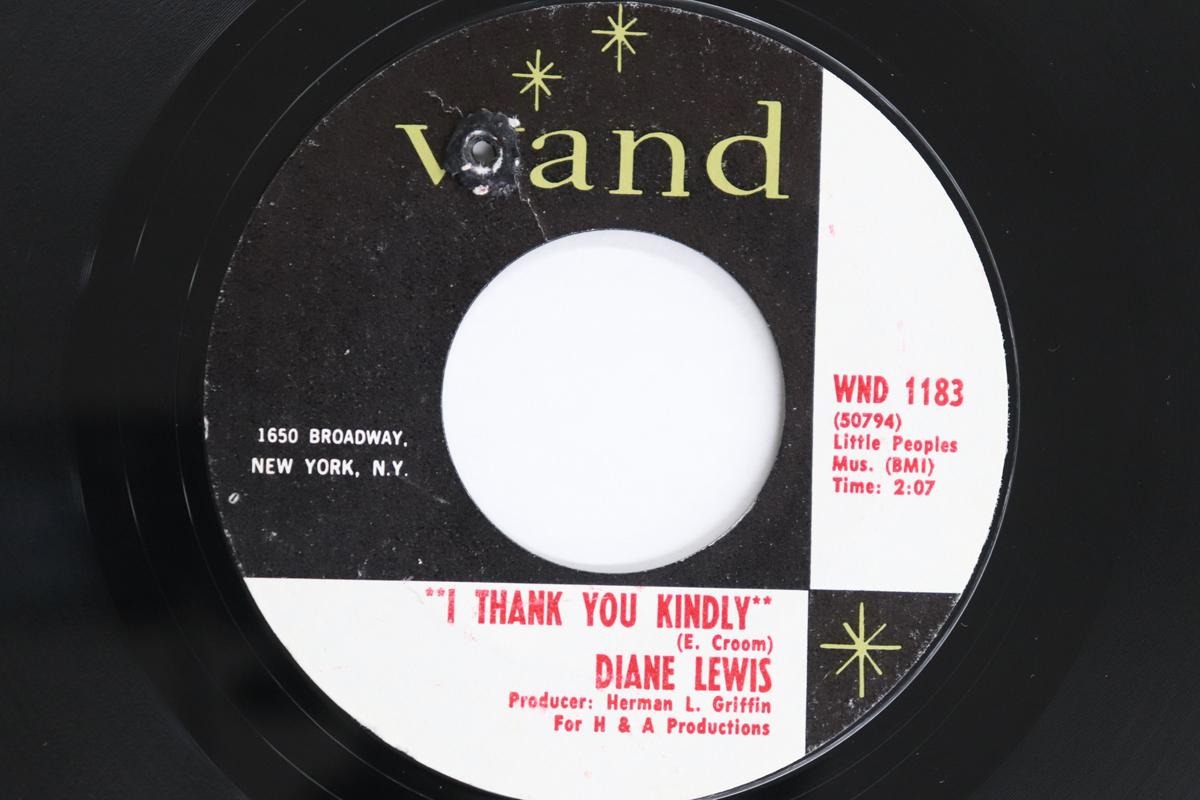 wand
1650 BROADWAY,
NEW YORK, N.Y.
WND 1183
(50794)
Little Peoples
Mus. (BMI)
Time: 2:07
**I THANK YOU KINDLY**
(E. Croom)
DIANE LEWIS
Producer: Herman L. Griffin
For H & A Productions